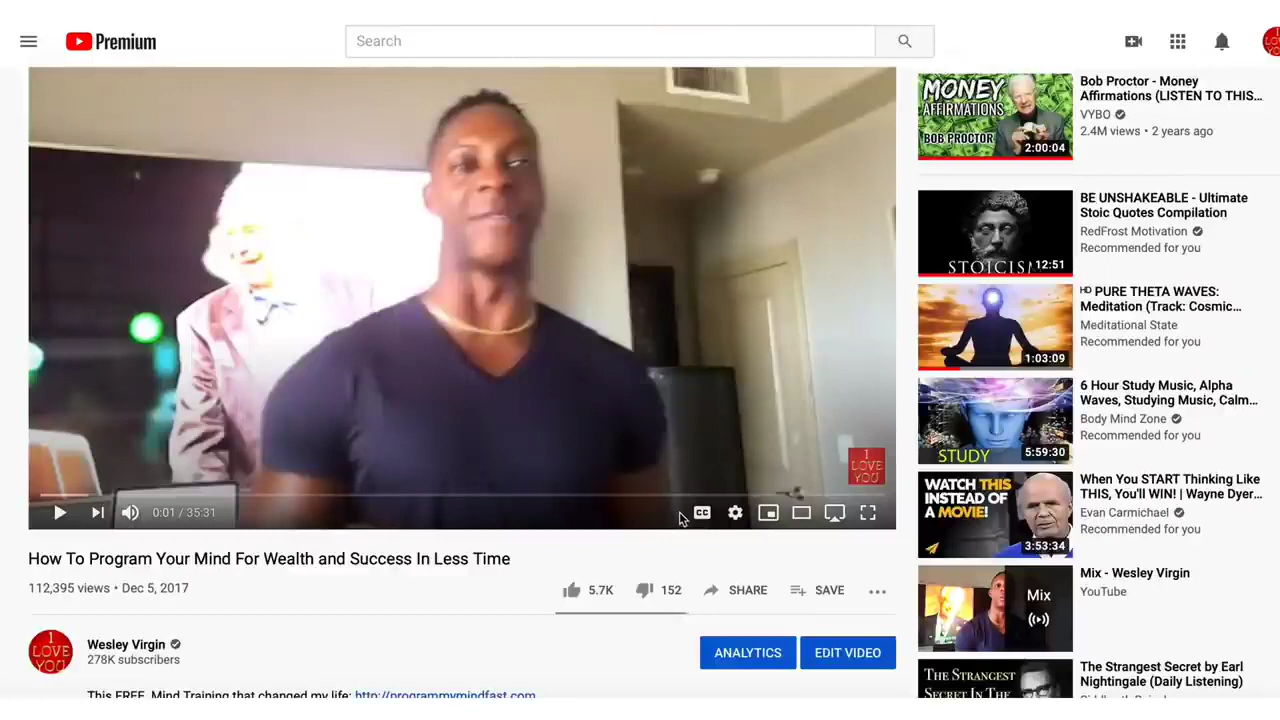 Premium
Search
I
LOVE
YOU
CC
0:01 / 35:31
How To Program Your Mind For Wealth and Success In Less Time
112,395 views • Dec 5, 2017
5.7K
152
SHARE
SAVE
I
LOVE
YOU
Wesley Virgin
278K subscribers
ANALYTICS
EDIT VIDEO
This FREE Mind Training that changed my life: http://programmymindfast.com
MONEY
AFFIRMATIONS
BOB PROCTOR
2:00:04
Bob Proctor - Money
Affirmations (LISTEN TO THIS...
VYBO
2.4M views • 2 years ago
STOICISM
12:51
BE UNSHAKEABLE - Ultimate
Stoic Quotes Compilation
RedFrost Motivation
Recommended for you
1:03:09
HD PURE THETA WAVES:
Meditation (Track: Cosmic...
Meditational State
Recommended for you
STUDY
5:59:30
6 Hour Study Music, Alpha
Waves, Studying Music, Calm...
Body Mind Zone
Recommended for you
WATCH THIS
INSTEAD OF
A MOVIE!
3:53:34
When You START Thinking Like
THIS, You'll WIN! | Wayne Dyer...
Evan Carmichael
Recommended for you
Mix
Mix - Wesley Virgin
YouTube
THE STRANGEST
SECRET IN THE
The Strangest Secret by Earl
Nightingale (Daily Listening)